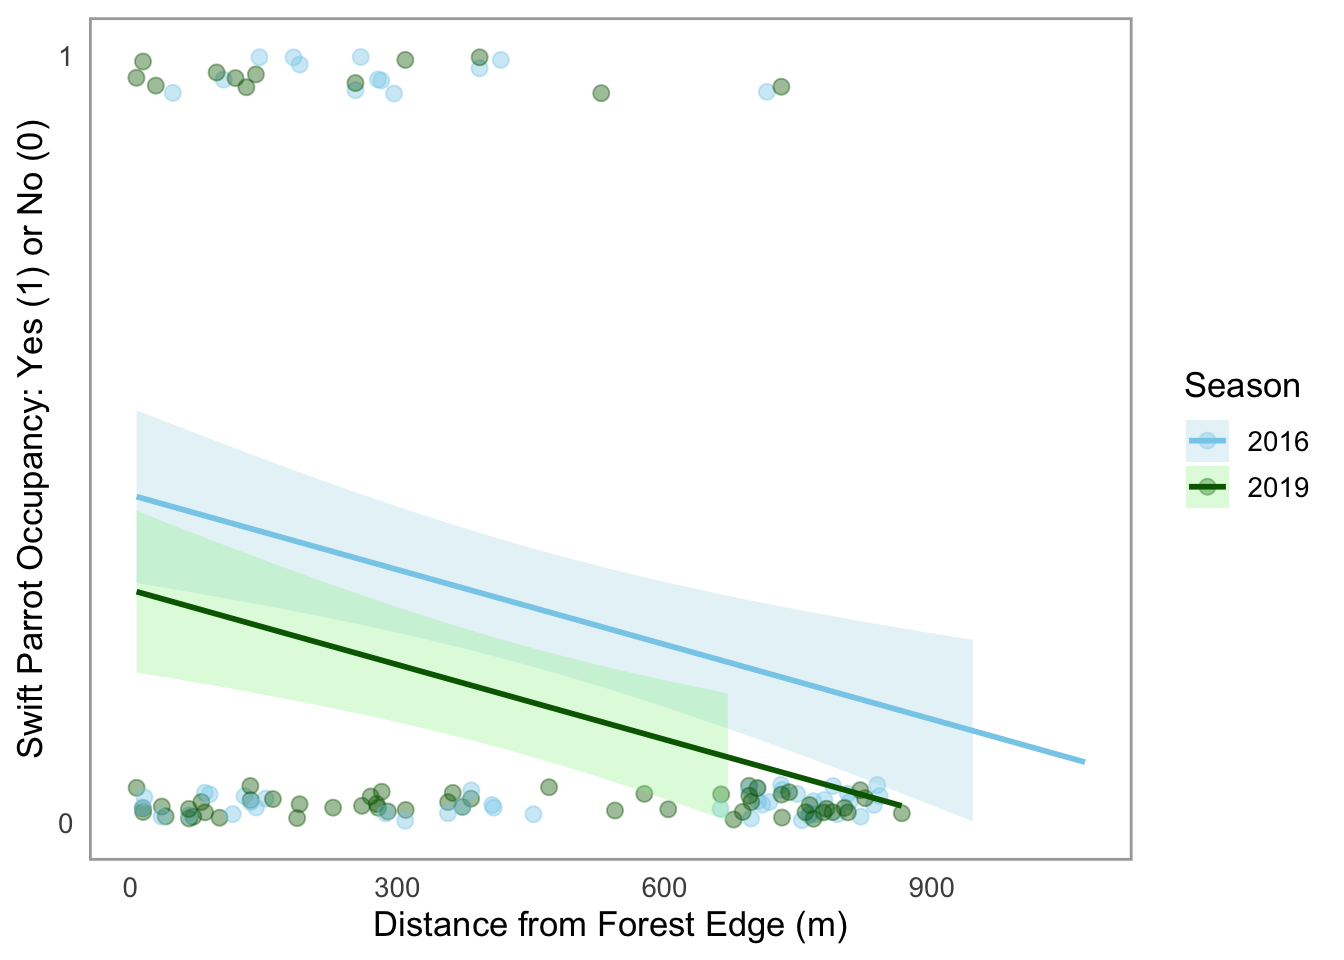 Swift Parrot Occupancy: Yes (1) or No (0)
1
0
0 300 600 900
Distance from Forest Edge (m)
Season
2016
2019